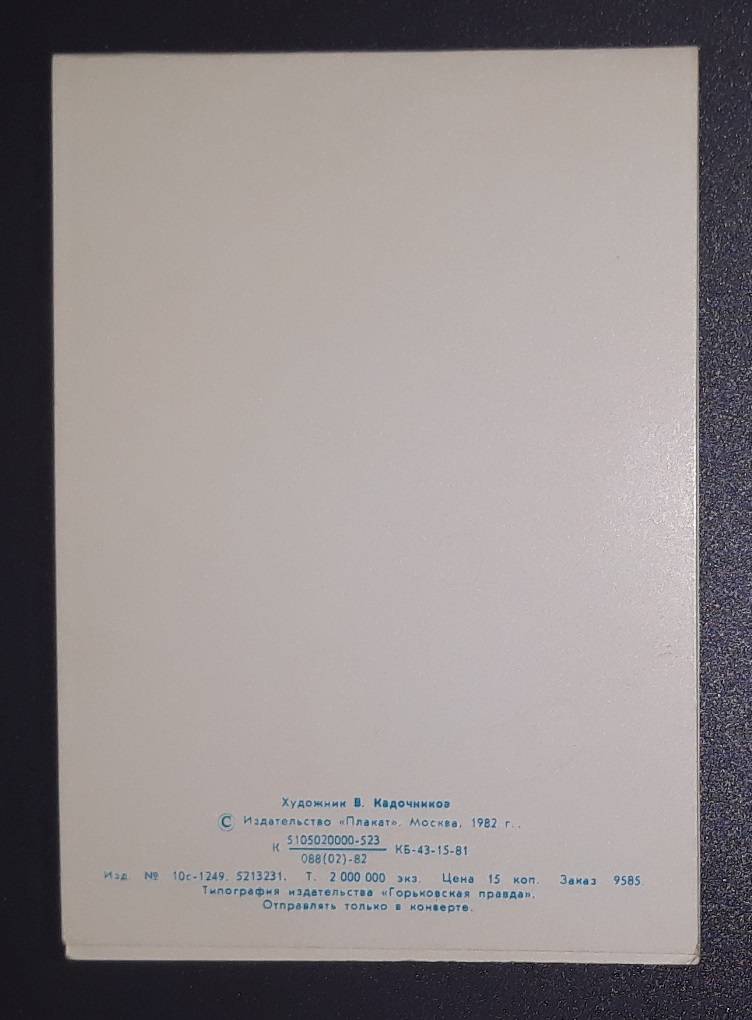 Художник В. Кадочников
© Издательство «Плакат». Москва, 1982 г..
К 5105020000-523 КБ-43-15-81
088(02)-82
Изд. № 10с-1249. 5213231. Т. 2 000 000 экз. Цена 15 коп. Заказ 9585.
Типография издательства «Горьковская правда».
Отправлять только в конверте.